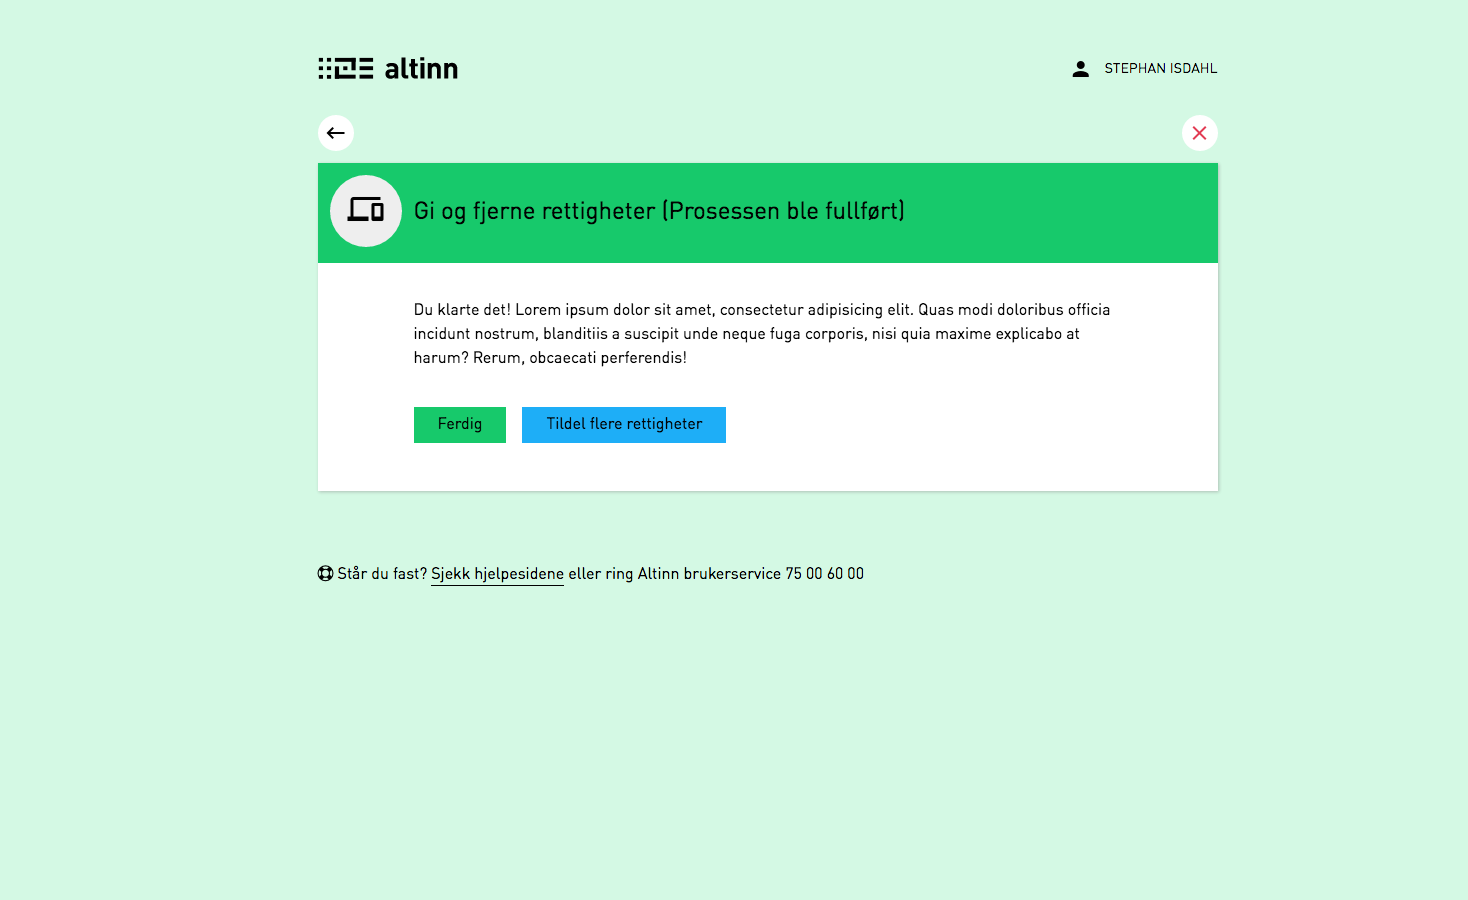 altinn
STEPHAN ISDAHL
Gi og fjerne rettigheter (Prosessen ble fullført)
Du klarte det! Lorem ipsum dolor sit amet, consectetur adipisicing elit. Quas modi doloribus officia
incidunt nostrum, blanditiis a suscipit unde neque fuga corporis, nisi quia maxime explicabo at
harum? Rerum, obcaecati perferendis!
Ferdig
Tildel flere rettigheter
Står du fast? Sjekk hjelpesidene eller ring Altinn brukerservice 75 00 60 00